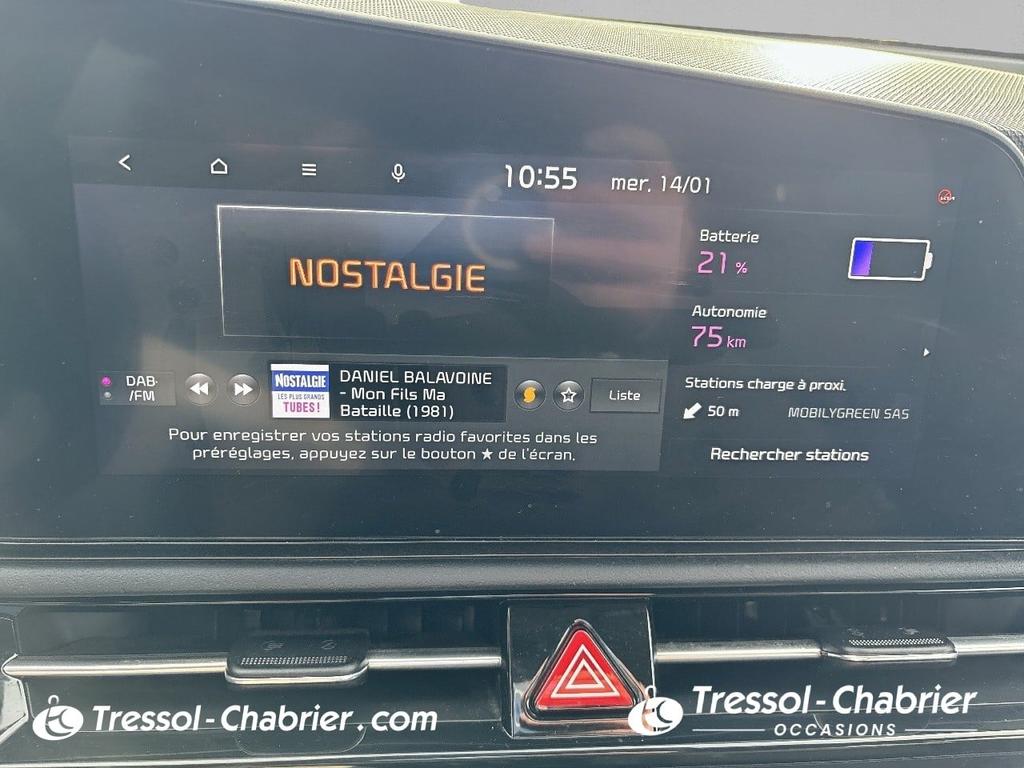 10:55 mer. 14/01
NOSTALGIE
Batterie
21 %
Autonomie
75 km
DAB·
/FM
NOSTALGIE
LES PLUS GRANDS
TUBES !
DANIEL BALAVOINE
- Mon Fils Ma
Bataille (1981)
Liste
Pour enregistrer vos stations radio favorites dans les
préréglages, appuyez sur le bouton ★ de l'écran.
Stations charge à proxi.
50 m MOBILYGREEN SAS
Rechercher stations
Tressol-Chabrier.com
Tressol-Chabrier
OCCASIONS